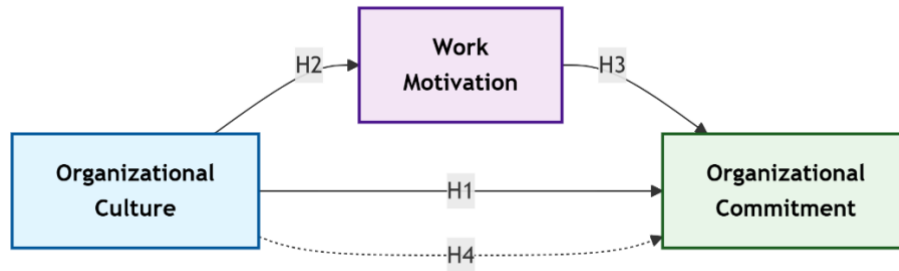 Work
Motivation
H2
H3
Organizational
Culture
H1
Organizational
Commitment
H4